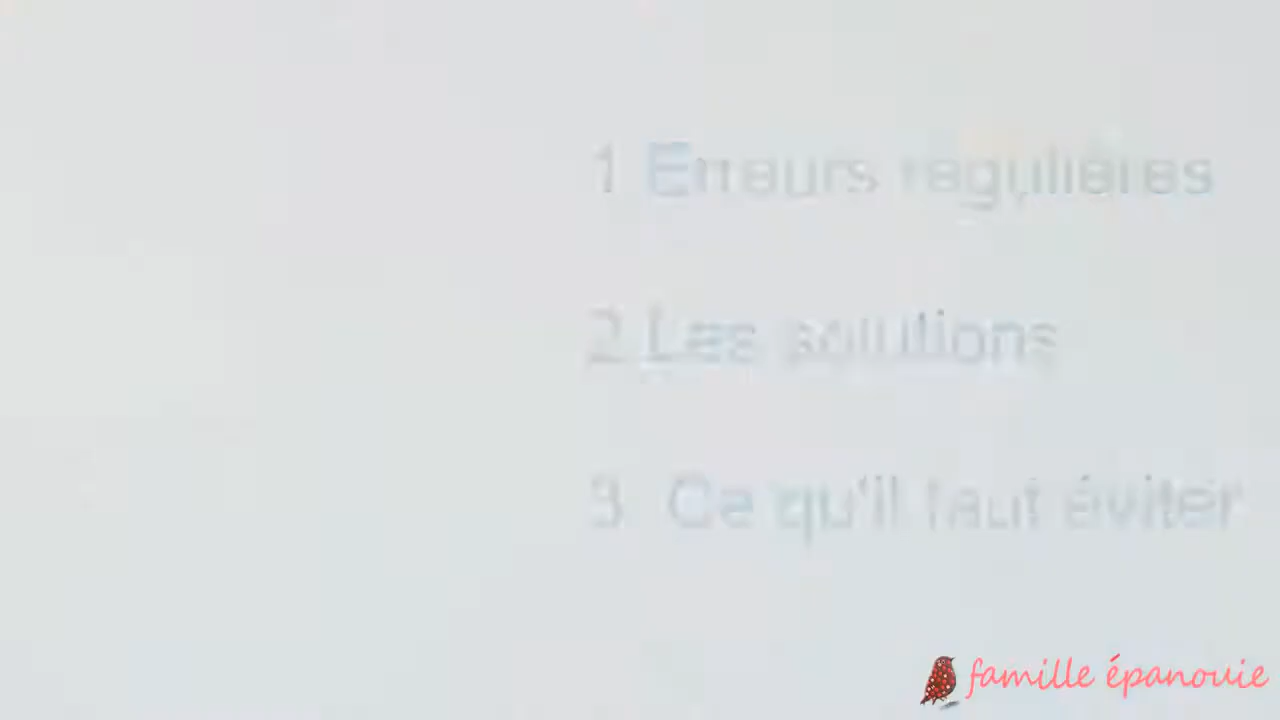 1 Erreurs régulières
2 Les solutions
3 Ce qu'il faut éviter
famille épanouie